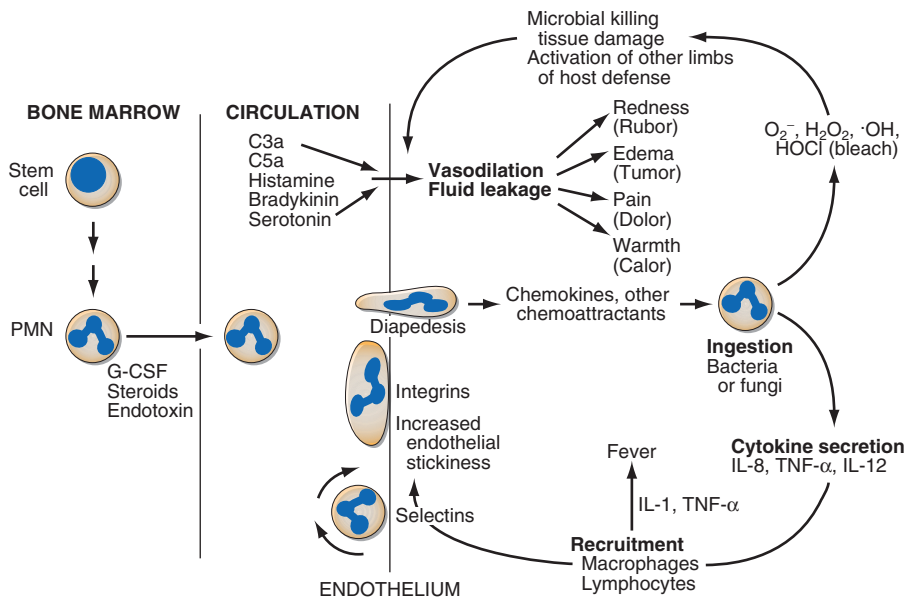 Microbial killing
tissue damage
Activation of other limbs
of host defense
BONE MARROW
CIRCULATION
Stem
cell
C3a
C5a
Histamine
Bradykinin
Serotonin
Vasodilation
Fluid leakage
Redness
(Rubor)
Edema
(Tumor)
Pain
(Dolor)
Warmth
(Calor)
O₂⁻, H₂O₂, ·OH,
HOCl (bleach)
PMN
G-CSF
Steroids
Endotoxin
Diapedesis
Chemokines, other
chemoattractants
Ingestion
Bacteria
or fungi
Integrins
Increased
endothelial
stickiness
Selectins
Fever
IL-1, TNF-α
Cytokine secretion
IL-8, TNF-α, IL-12
Recruitment
Macrophages
Lymphocytes
ENDOTHELIUM